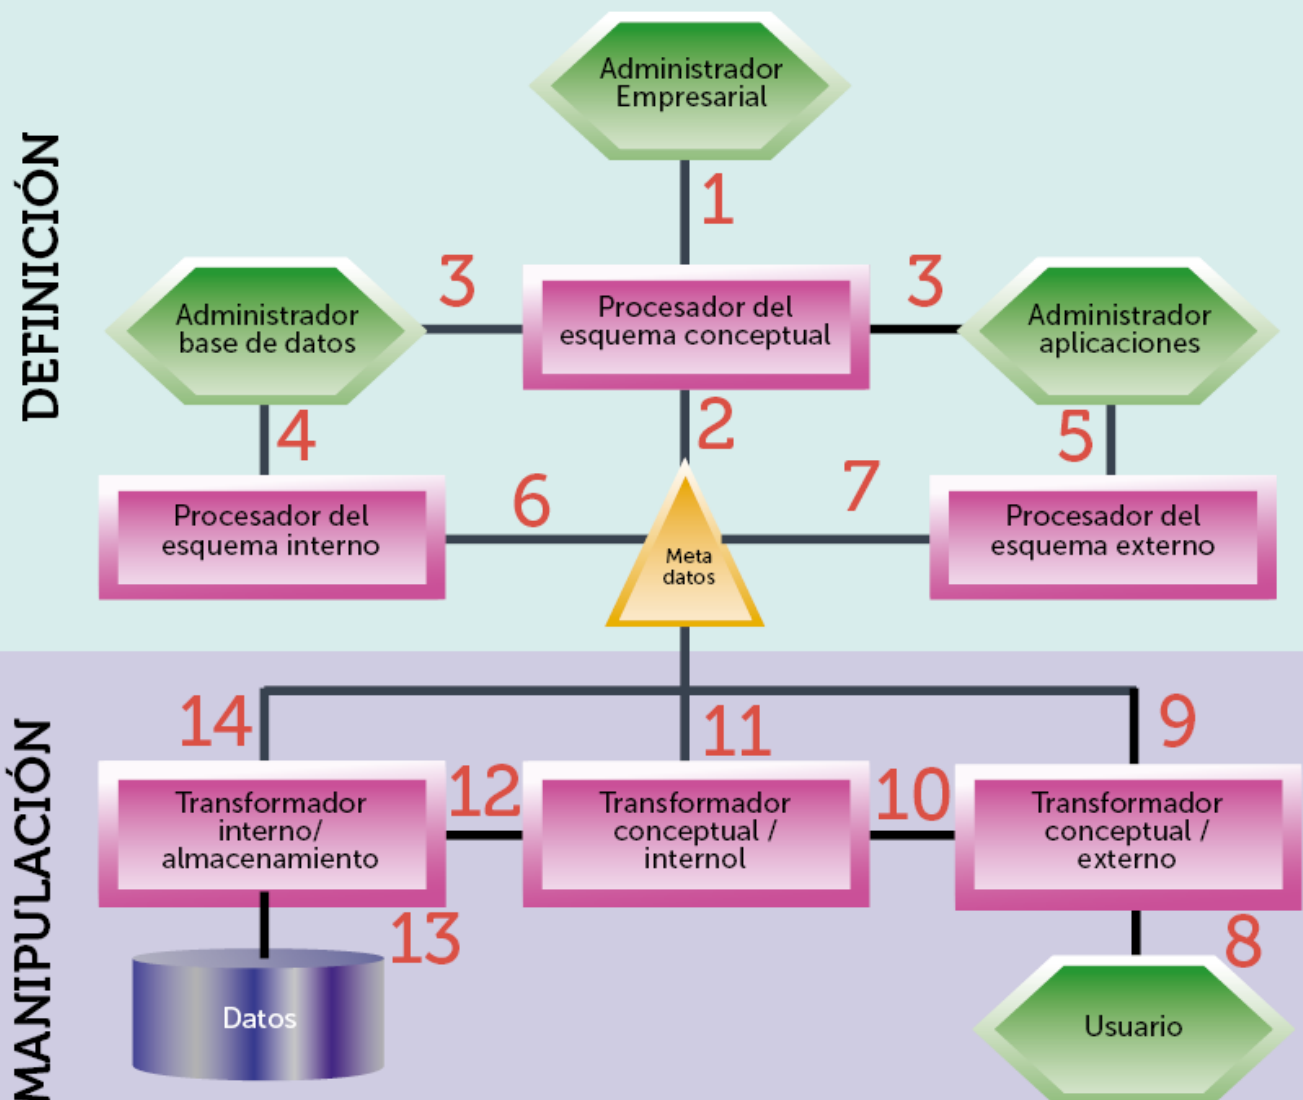 DEFINICIÓN
Administrador
Empresarial
1
3
3
Administrador
base de datos
Procesador del
esquema conceptual
Administrador
aplicaciones
4
2
5
6
7
Procesador del
esquema interno
Meta
datos
Procesador del
esquema externo
MANIPULACIÓN
14
11
9
12
10
Transformador
interno/
almacenamiento
Transformador
conceptual /
internol
Transformador
conceptual /
externo
13
8
Datos
Usuario